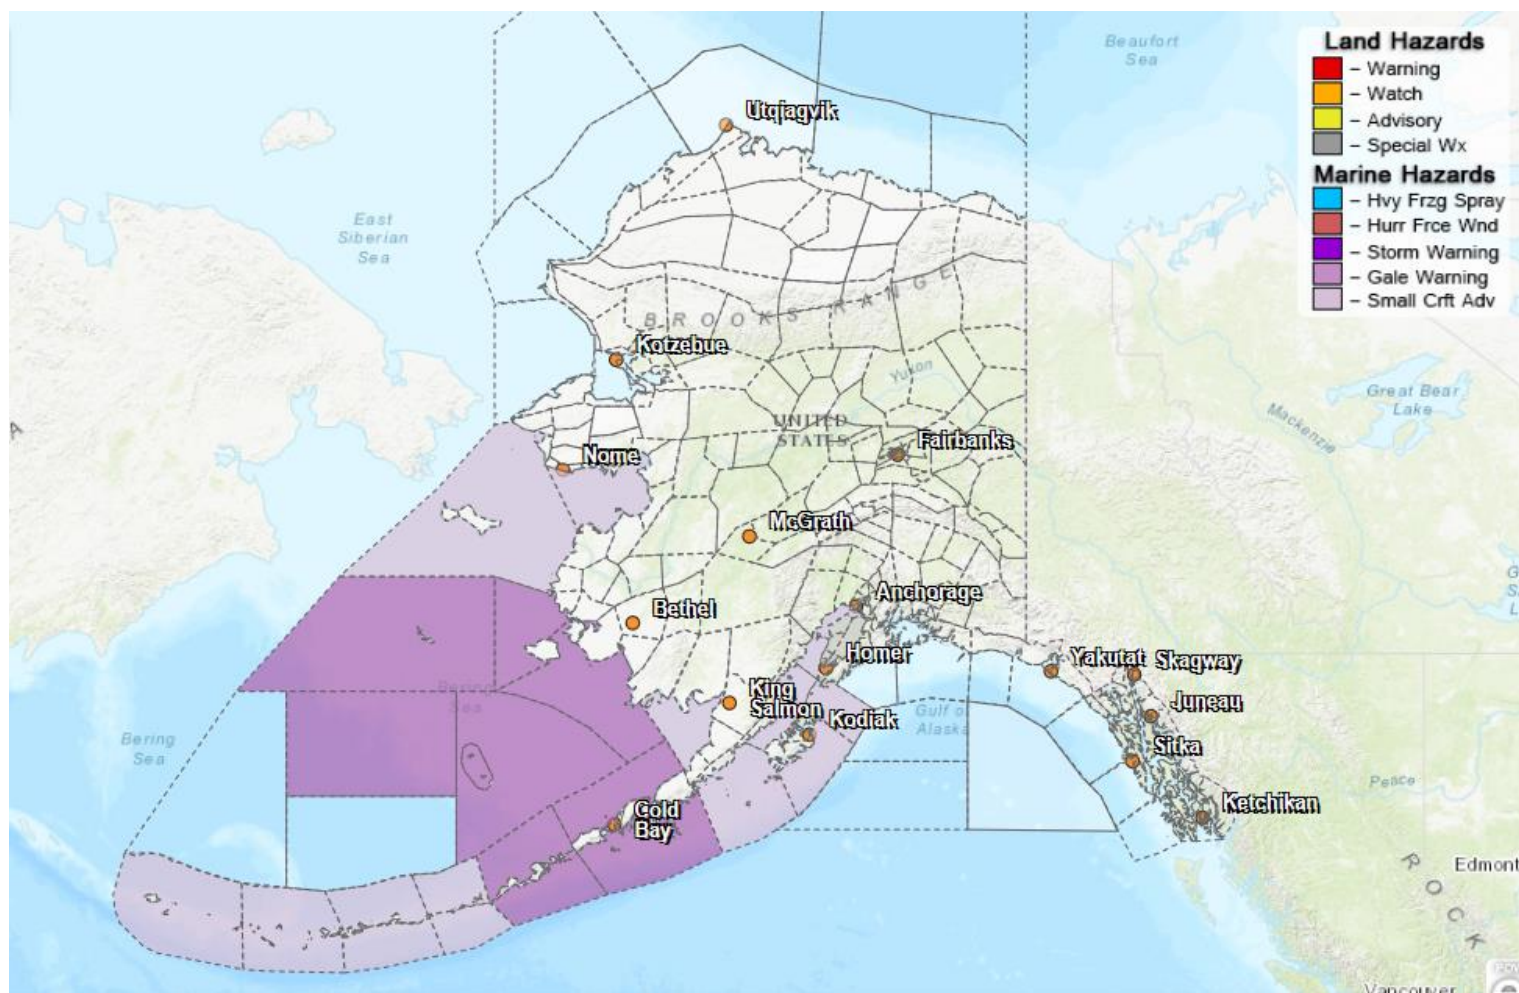 Beaufort
Sea
Land Hazards
– Warning
– Watch
– Advisory
– Special Wx
Marine Hazards
– Hvy Frzg Spray
– Hurr Frce Wnd
– Storm Warning
– Gale Warning
– Small Crft Adv
Utqiagvik
East
Siberian
Sea
BROOKS RANGE
Kotzebue
Yukon
Great Bear
Lake
Mackenzie
A
UNITED
STATES
Fairbanks
Nome
McGrath
Anchorage
Bethel
Homer
Yakutat
Skagway
King
Salmon
Bering
Sea
Juneau
Kodiak
Gulf of
Alaska
Bering
Sea
Sitka
Peace
Cold
Bay
Ketchikan
Edmont
ROCK
Vancouver